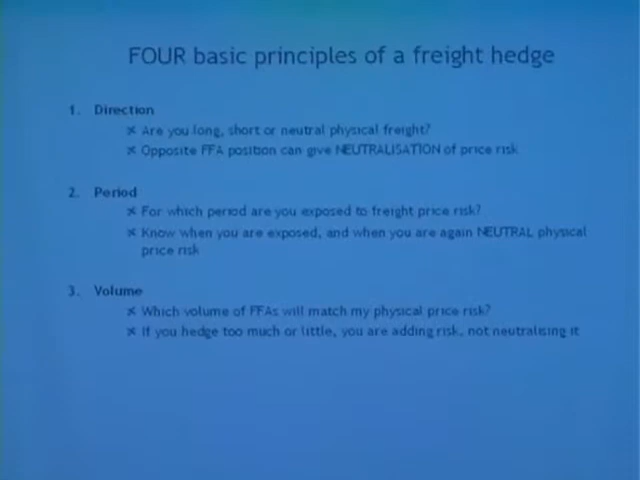 FOUR basic principles of a freight hedge
1. Direction
× Are you long, short or neutral physical freight?
× Opposite FFA position can give NEUTRALISATION of price risk
2. Period
× For which period are you exposed to freight price risk?
× Know when you are exposed, and when you are again NEUTRAL physical
price risk
3. Volume
× Which volume of FFAs will match my physical price risk?
× If you hedge too much or little, you are adding risk, not neutralising it